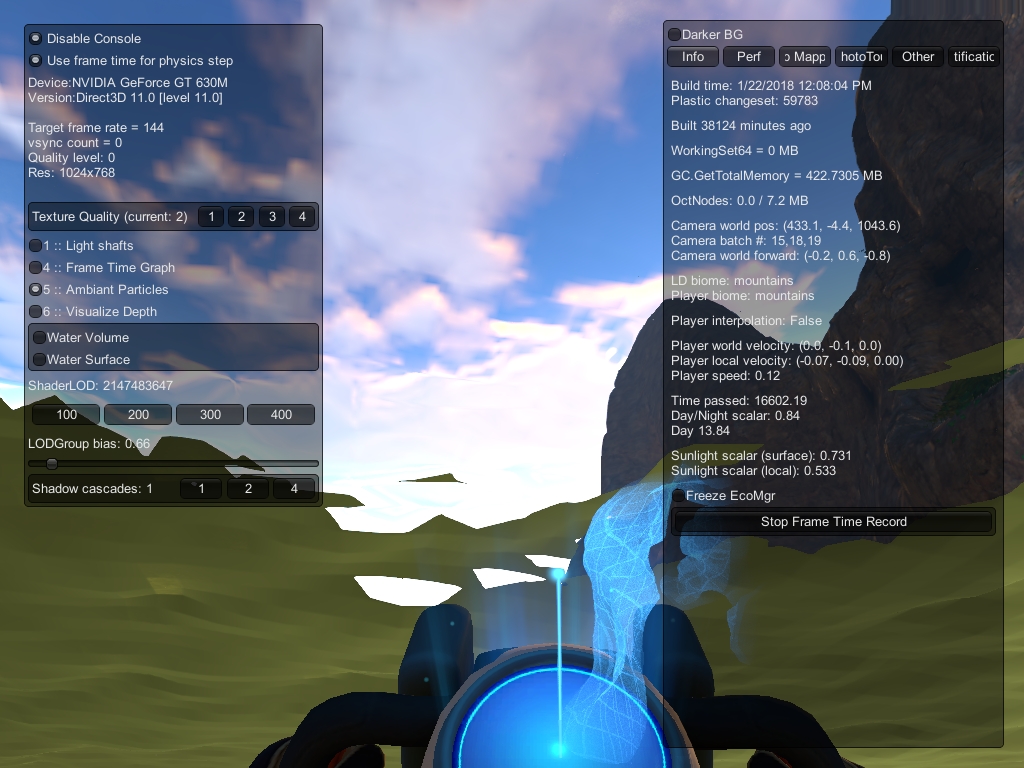 Disable Console
Use frame time for physics step
Device:NVIDIA GeForce GT 630M
Version:Direct3D 11.0 [level 11.0]
Target frame rate = 144
vsync count = 0
Quality level: 0
Res: 1024x768
Texture Quality (current: 2) 1 2 3 4
1 :: Light shafts
4 :: Frame Time Graph
5 :: Ambiant Particles
6 :: Visualize Depth
Water Volume
Water Surface
ShaderLOD: 2147483647
100 200 300 400
LODGroup bias: 0.66
Shadow cascades: 1 1 2 4
Darker BG
Info Perf o Mapp hotoTo Other tificatio
Build time: 1/22/2018 12:08:04 PM
Plastic changeset: 59783
Built 38124 minutes ago
WorkingSet64 = 0 MB
GC.GetTotalMemory = 422.7305 MB
OctNodes: 0.0 / 7.2 MB
Camera world pos: (433.1, -4.4, 1043.6)
Camera batch #: 15,18,19
Camera world forward: (-0.2, 0.6, -0.8)
LD biome: mountains
Player biome: mountains
Player interpolation: False
Player world velocity: (0.0, -0.1, 0.0)
Player local velocity: (-0.07, -0.09, 0.00)
Player speed: 0.12
Time passed: 16602.19
Day/Night scalar: 0.84
Day 13.84
Sunlight scalar (surface): 0.731
Sunlight scalar (local): 0.533
Freeze EcoMgr
Stop Frame Time Record